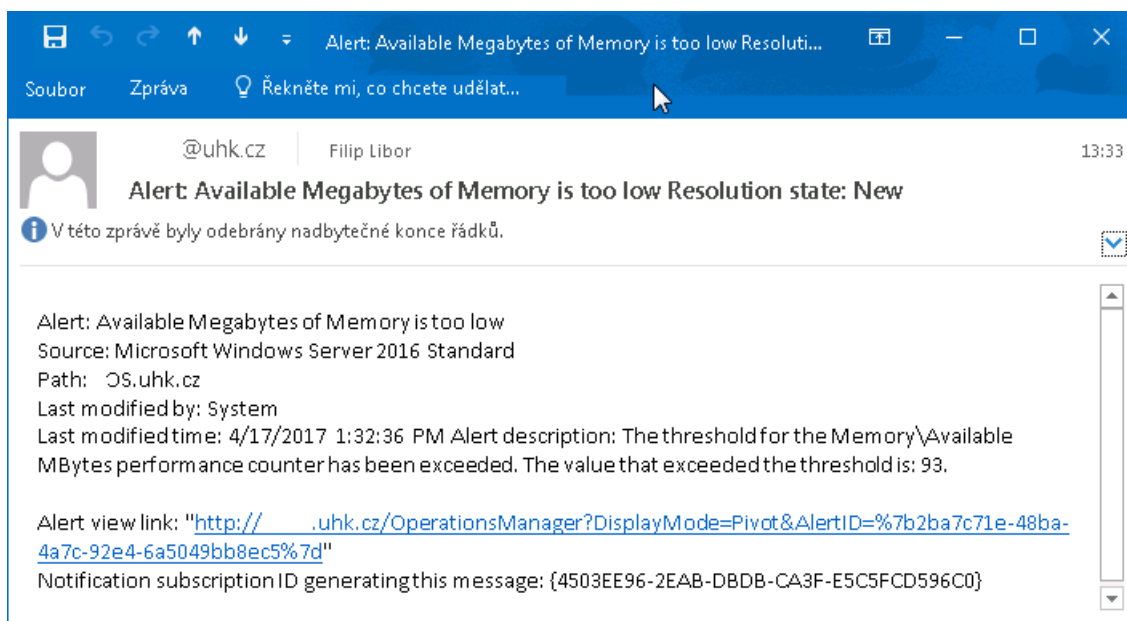 Alert: Available Megabytes of Memory is too low Resoluti...
Soubor Zpráva Řekněte mi, co chcete udělat...
@uhk.cz Filip Libor 13:33
Alert: Available Megabytes of Memory is too low Resolution state: New
V této zprávě byly odebrány nadbytečné konce řádků.
Alert: Available Megabytes of Memory is too low
Source: Microsoft Windows Server 2016 Standard
Path: OS.uhk.cz
Last modified by: System
Last modified time: 4/17/2017 1:32:36 PM Alert description: The threshold for the Memory\Available
MBytes performance counter has been exceeded. The value that exceeded the threshold is: 93.
Alert view link: "http:// .uhk.cz/OperationsManager?DisplayMode=Pivot&AlertID=%7b2ba7c71e-48ba-
4a7c-92e4-6a5049bb8ec5%7d"
Notification subscription ID generating this message: {4503EE96-2EAB-DBDB-CA3F-E5C5FCD596C0}